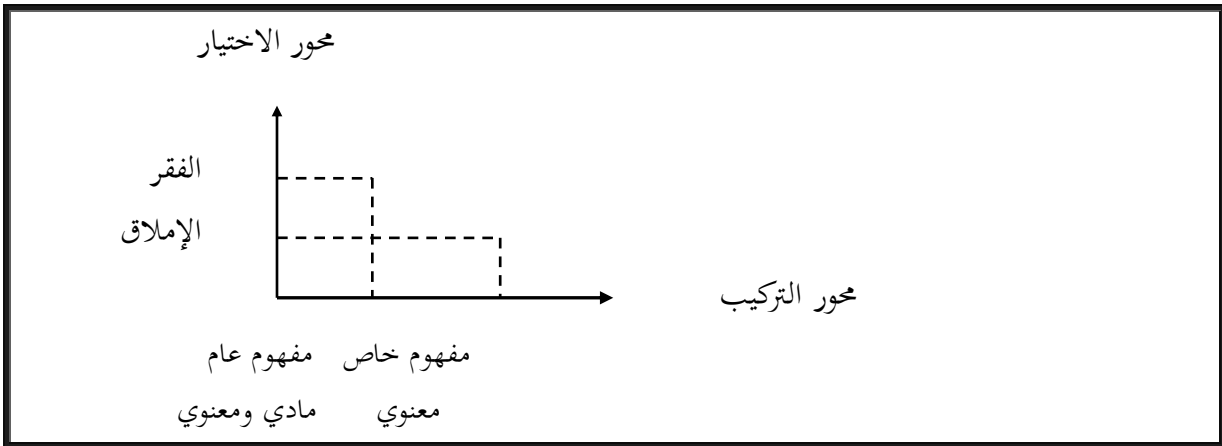 محور الاختيار
الفقر
الإملاق
محور التركيب
مفهوم عام مفهوم خاص
مادي ومعنوي معنوي